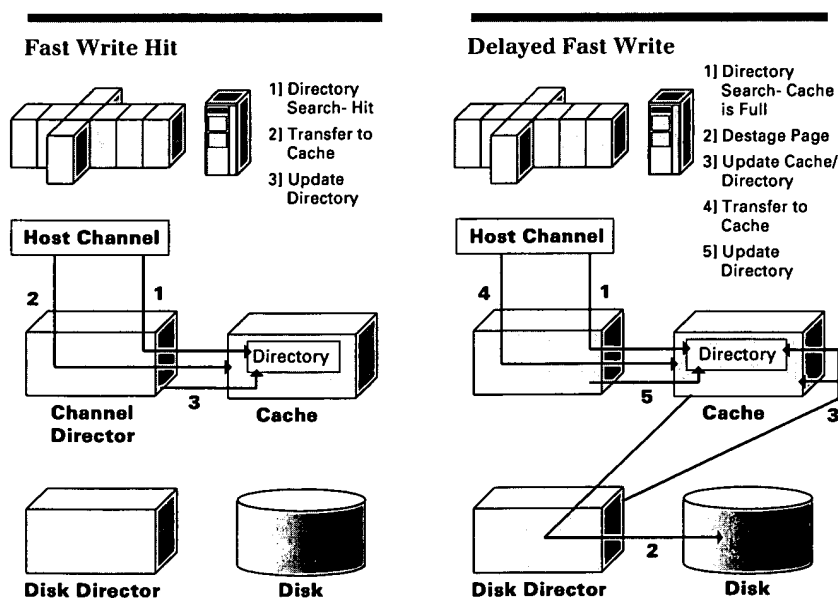 Fast Write Hit
1] Directory
Search- Hit
2] Transfer to
Cache
3] Update
Directory
Host Channel
2
1
Directory
3
Channel
Director
Cache
Disk Director
Disk
Delayed Fast Write
1] Directory
Search- Cache
is Full
2] Destage Page
3] Update Cache/
Directory
4] Transfer to
Cache
5] Update
Directory
Host Channel
4
1
Directory
5
Cache
3
2
Disk Director
Disk